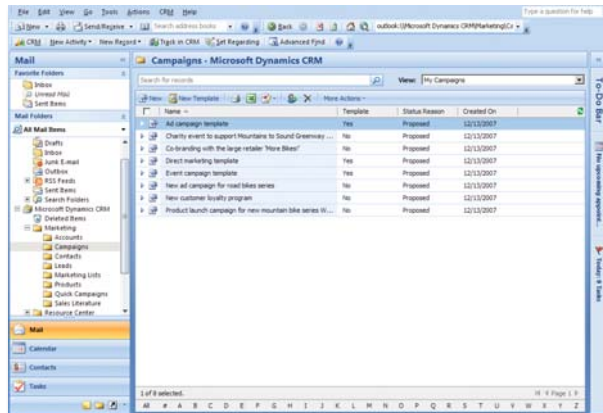 File Edit View Go Tools Actions CRM Help
Type a question for help
New Send/Receive Search address books Back outlook:\\Microsoft Dynamics CRM\Marketing\Ca
CRM New Activity New Record Track in CRM Set Regarding Advanced Find
Mail
Favorite Folders
Inbox
Unread Mail
Sent Items
Mail Folders
All Mail Items
Drafts
Inbox
Junk E-mail
Outbox
RSS Feeds
Sent Items
Search Folders
Microsoft Dynamics CRM
Deleted Items
Marketing
Accounts
Campaigns
Contacts
Leads
Marketing Lists
Products
Quick Campaigns
Sales Literature
Resource Center
Mail
Calendar
Contacts
Tasks
Campaigns - Microsoft Dynamics CRM
Search for records View: My Campaigns
New New Template More Actions
Name Template Status Reason Created On
Ad campaign template Yes Proposed 12/13/2007
Charity event to support Mountains to Sound Greenway ... No Proposed 12/13/2007
Co-branding with the large retailer 'More Bikes!' No Proposed 12/13/2007
Direct marketing template Yes Proposed 12/13/2007
Event campaign template Yes Proposed 12/13/2007
New ad campaign for road bikes series No Proposed 12/13/2007
New customer loyalty program No Proposed 12/13/2007
Product launch campaign for new mountain bike series W... No Proposed 12/13/2007
1 of 8 selected.
Page 1
All # A B C D E F G H I J K L M N O P Q R S T U V W X Y Z
To-Do Bar
No upcoming appoint...
Today: 8 Tasks